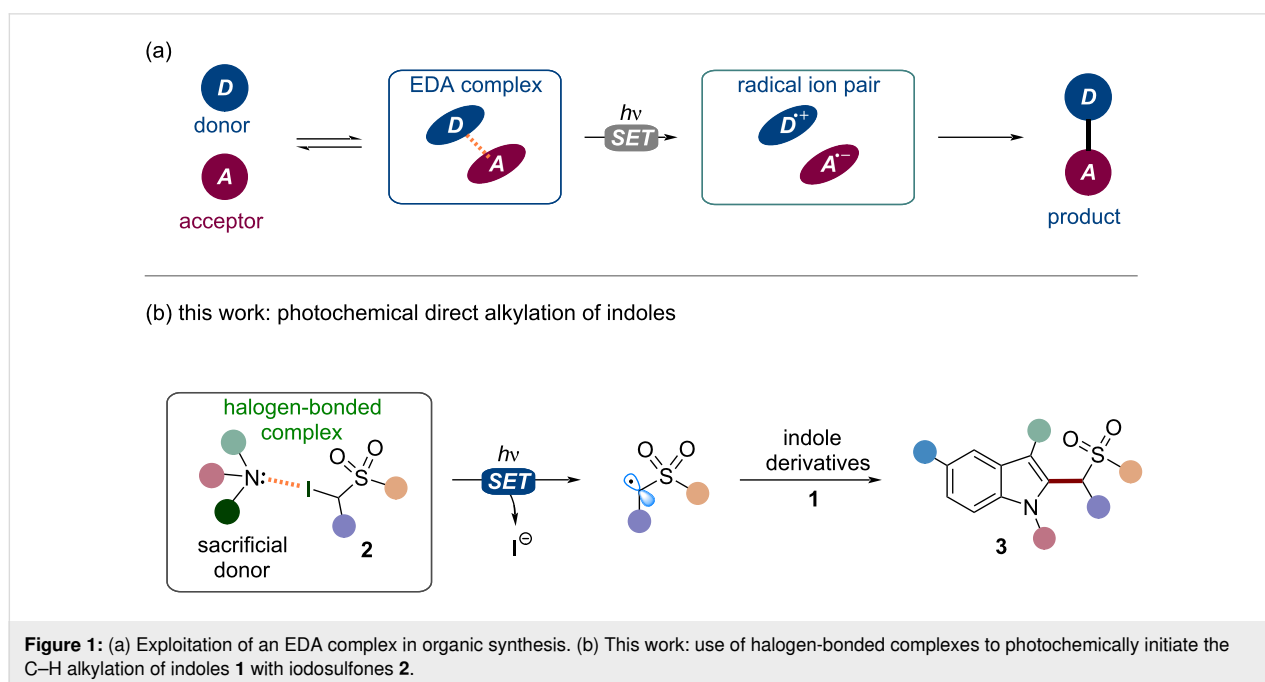 (a)
D
donor
A
acceptor
EDA complex
D
A
hν
SET
radical ion pair
D•+
A•−
D
A
product
(b) this work: photochemical direct alkylation of indoles
halogen-bonded
complex
N:
I
O O
S
sacrificial
donor
2
hν
SET
I⊖
O O
S
indole
derivatives
1
O O
S
N
3
Figure 1: (a) Exploitation of an EDA complex in organic synthesis. (b) This work: use of halogen-bonded complexes to photochemically initiate the
C–H alkylation of indoles 1 with iodosulfones 2.